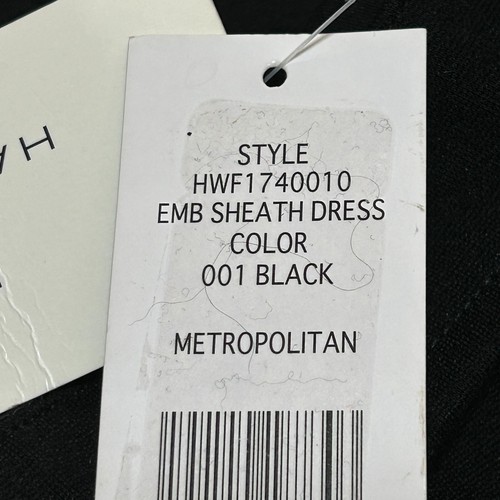 STYLE
HWF1740010
EMB SHEATH DRESS
COLOR
001 BLACK
METROPOLITAN